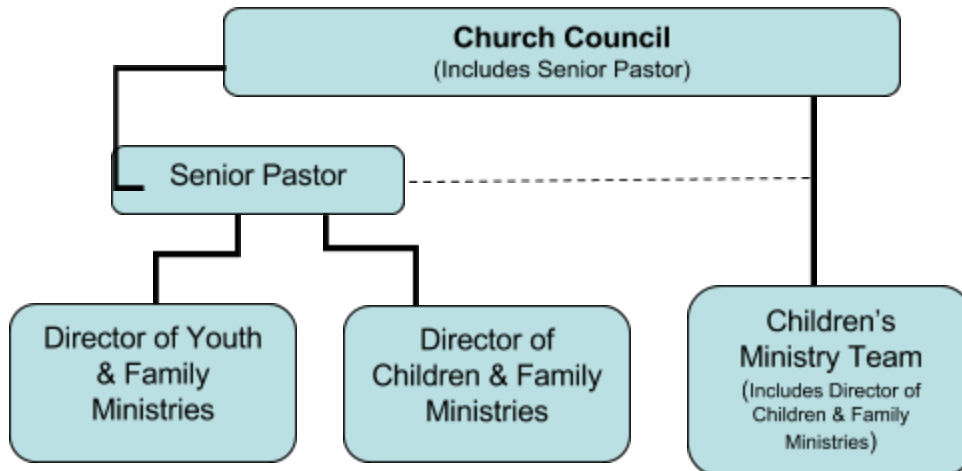 Church Council
(Includes Senior Pastor)
Senior Pastor
Director of Youth
& Family
Ministries
Director of
Children & Family
Ministries
Children’s
Ministry Team
(Includes Director of
Children & Family
Ministries)